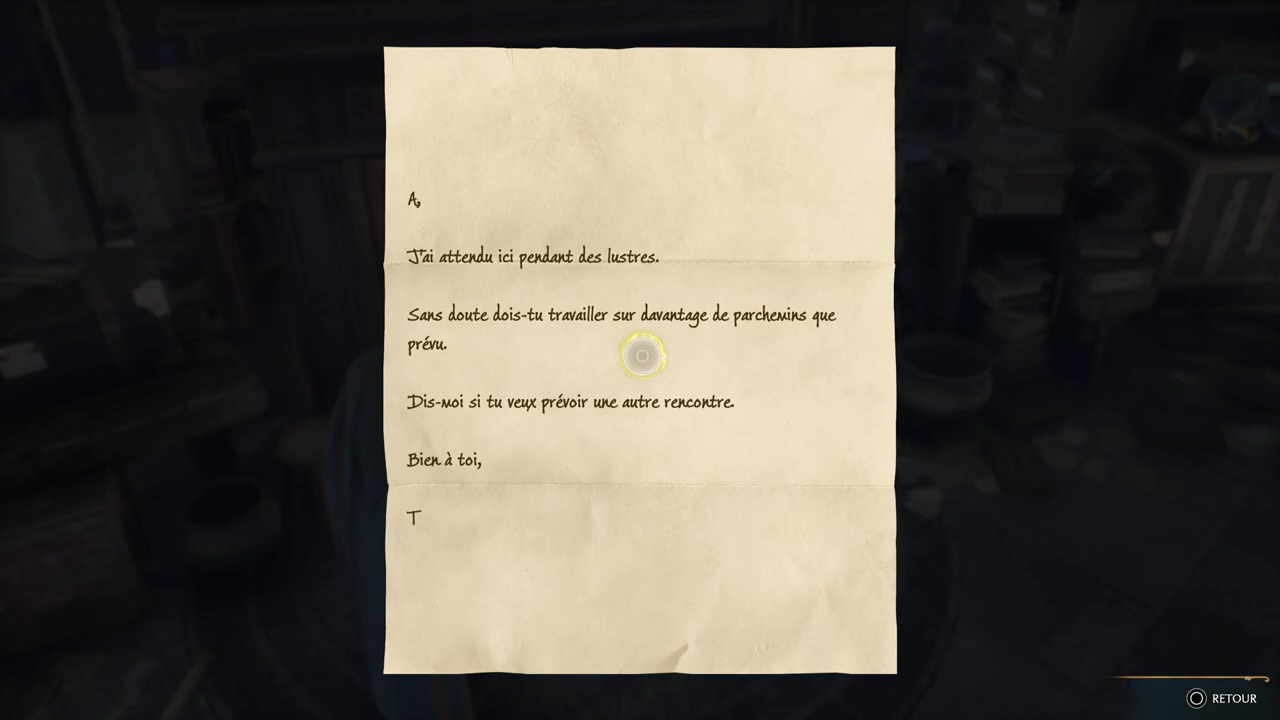 A,
J'ai attendu ici pendant des lustres.
Sans doute dois-tu travailler sur davantage de parchemins que
prévu.
Dis-moi si tu veux prévoir une autre rencontre.
Bien à toi,
T
RETOUR